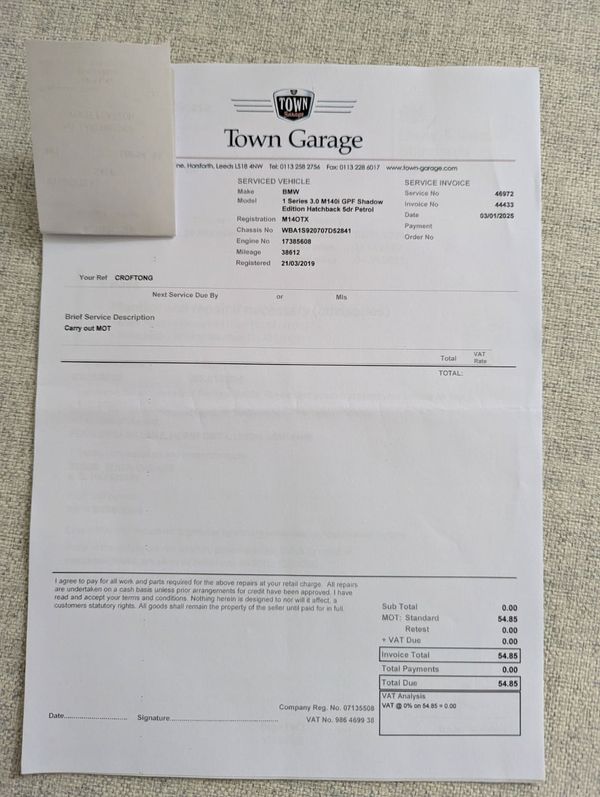 TOWN
Garage
Town Garage
ne, Horsforth, Leeds LS18 4NW Tel: 0113 258 2756 Fax: 0113 228 6017 www.town-garage.com
SERVICED VEHICLE
Make BMW
Model 1 Series 3.0 M140i GPF Shadow
Edition Hatchback 5dr Petrol
Registration M14OTX
Chassis No WBA1S920707D52841
Engine No 17385608
Mileage 38612
Registered 21/03/2019
SERVICE INVOICE
Service No 46972
Invoice No 44433
Date 03/01/2025
Payment
Order No
Your Ref CROFTONG
Next Service Due By or Mls
Brief Service Description
Carry out MOT
Total VAT
Rate
TOTAL:
I agree to pay for all work and parts required for the above repairs at your retail charge. All repairs
are undertaken on a cash basis unless prior arrangements for credit have been approved. I have
read and accept your terms and conditions. Nothing herein is designed to nor will it affect, a
customers statutory rights. All goods shall remain the property of the seller until paid for in full.
Sub Total 0.00
MOT: Standard 54.85
Retest 0.00
+ VAT Due 0.00
Invoice Total 54.85
Total Payments 0.00
Total Due 54.85
VAT Analysis
VAT @ 0% on 54.85 = 0.00
Company Reg. No. 07135508
Date........................ Signature........................................
VAT No. 986 4699 38